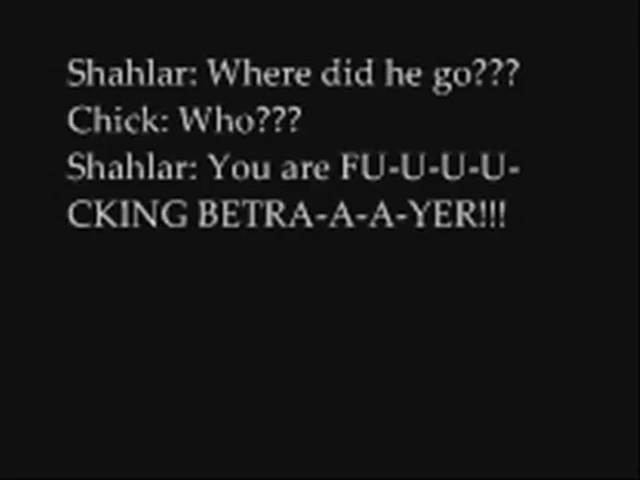 Shahlar: Where did he go???
Chick: Who???
Shahlar: You are FU-U-U-U-
CKING BETRA-A-A-YER!!!